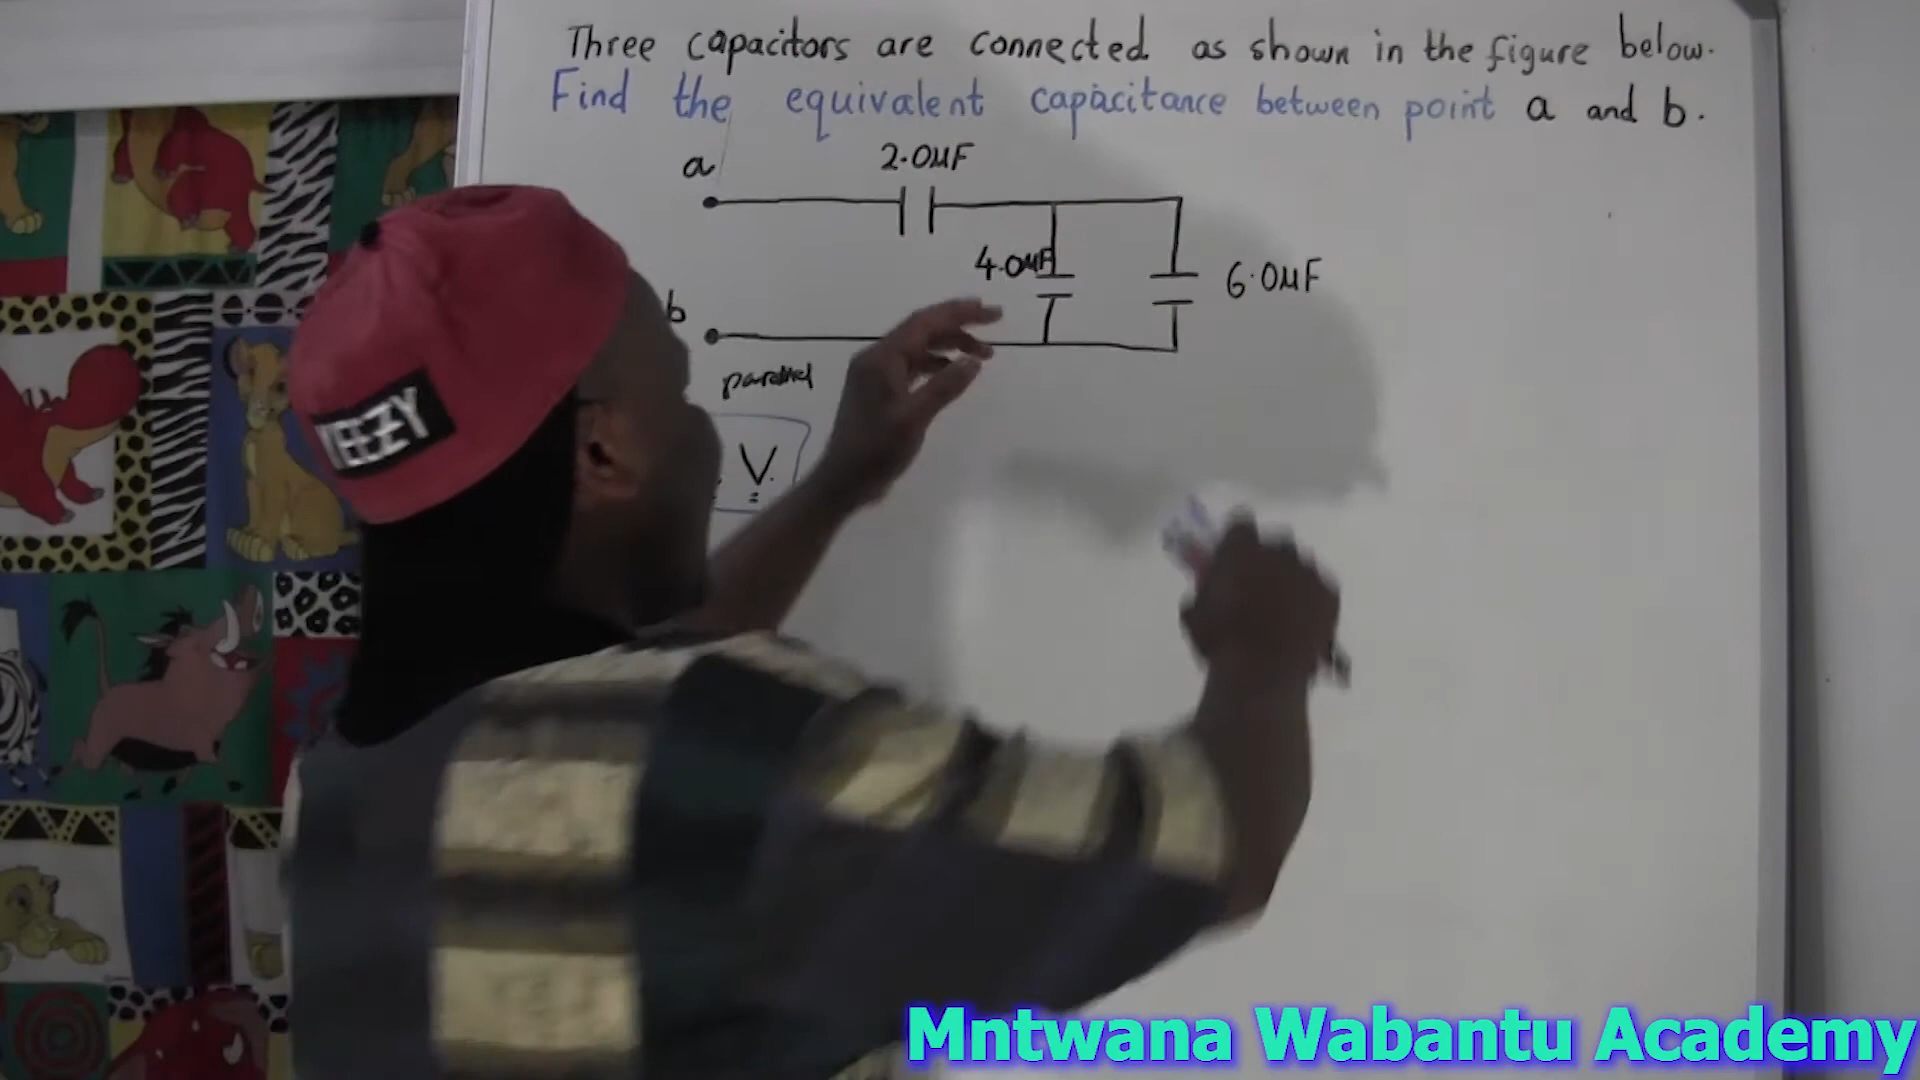 Three capacitors are connected as shown in the figure below.
Find the equivalent capacitance between point a and b.
a
2.0μF
4.0μF
6.0μF
b
parallel
V.
YEEZY
Mntwana Wabantu Academy